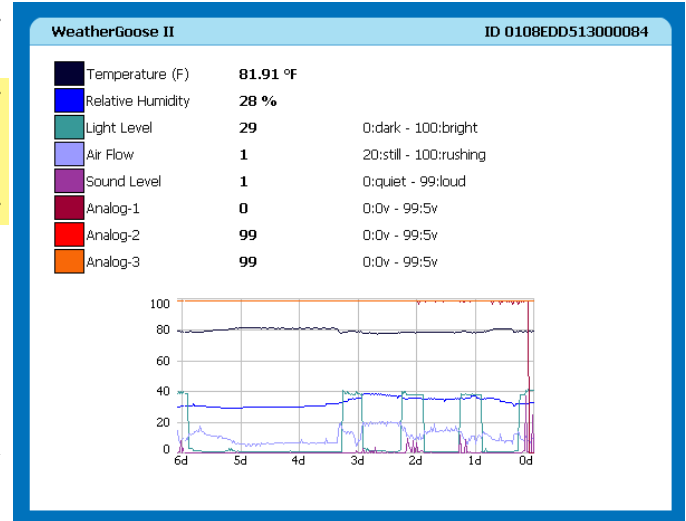 WeatherGoose II ID 0108EDD513000084
Temperature (F) 81.91 ºF
Relative Humidity 28 %
Light Level 29 0:dark - 100:bright
Air Flow 1 20:still - 100:rushing
Sound Level 1 0:quiet - 99:loud
Analog-1 0 0:0v - 99:5v
Analog-2 99 0:0v - 99:5v
Analog-3 99 0:0v - 99:5v
100
80
60
40
20
0
6d 5d 4d 3d 2d 1d 0d